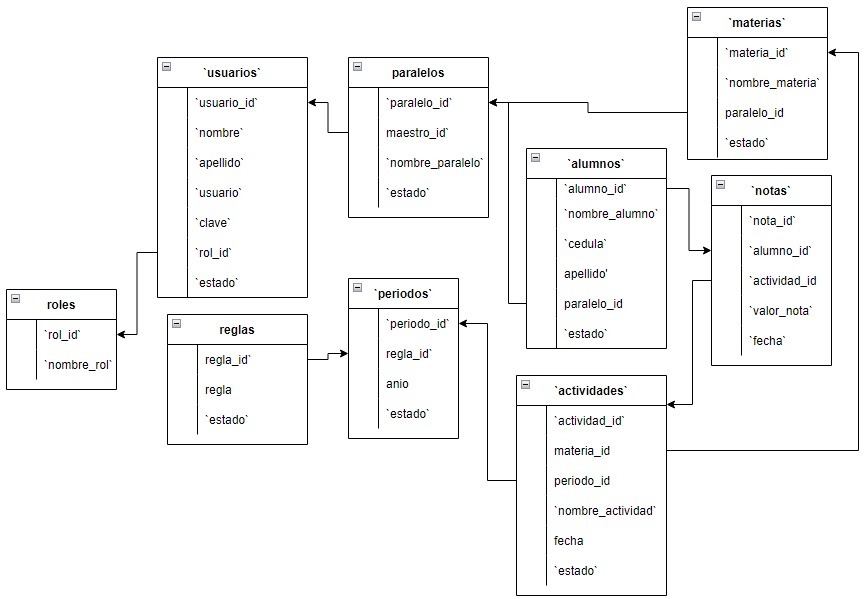 `usuarios`
`usuario_id`
`nombre`
`apellido`
`usuario`
`clave`
`rol_id`
`estado`
paralelos
`paralelo_id`
maestro_id`
`nombre_paralelo`
`estado`
`materias`
`materia_id`
`nombre_materia`
paralelo_id
`estado`
`alumnos`
`alumno_id`
`nombre_alumno`
`cedula`
apellido'
paralelo_id
`estado`
`notas`
`nota_id`
`alumno_id`
`actividad_id
`valor_nota`
`fecha`
roles
`rol_id`
`nombre_rol`
reglas
regla_id`
regla
`estado`
`periodos`
`periodo_id`
regla_id`
anio
`estado`
`actividades`
`actividad_id`
materia_id
periodo_id
`nombre_actividad`
fecha
`estado`